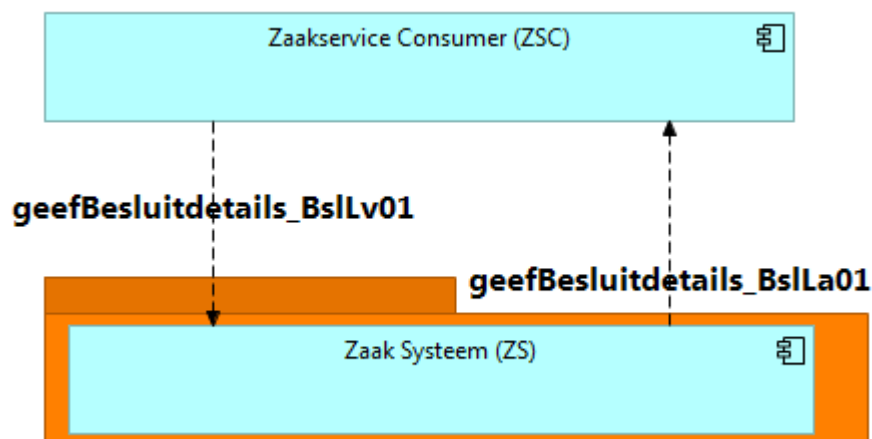 Zaakservice Consumer (ZSC)
geefBesluitdetails_BslLv01
geefBesluitdetails_BslLa01
Zaak Systeem (ZS)